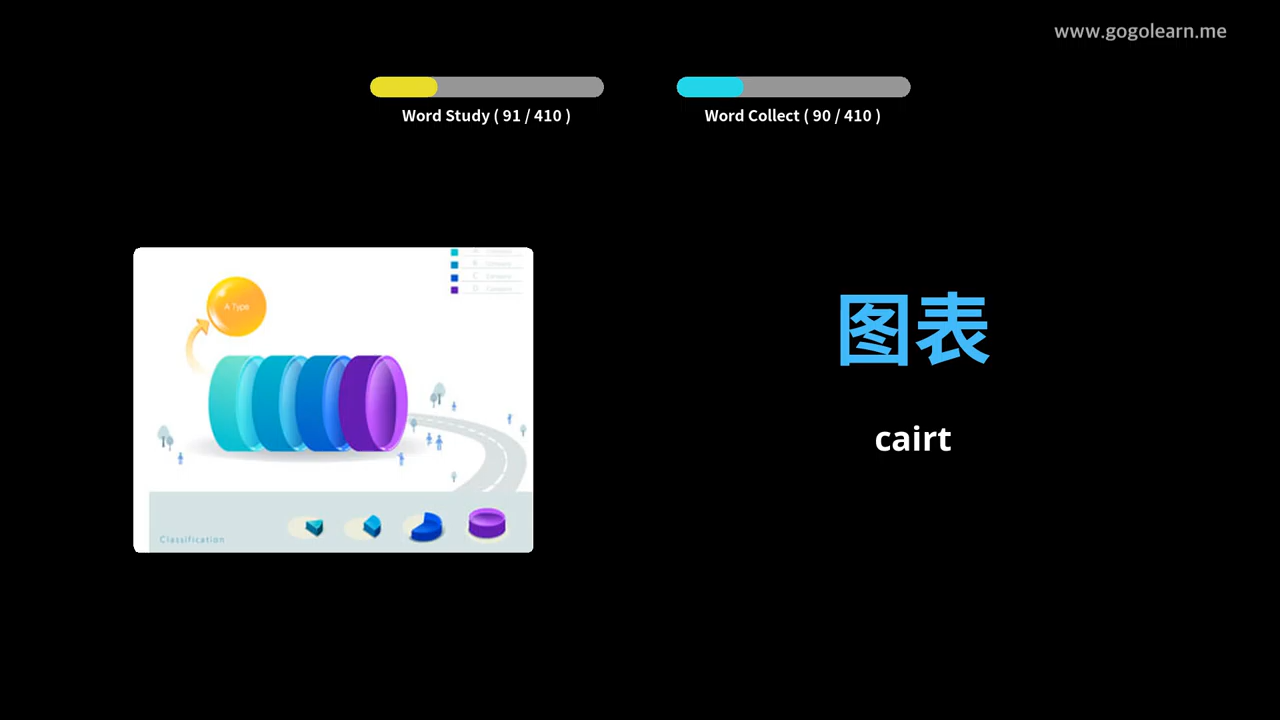 www.gogolearn.me
Word Study ( 91 / 410 )
Word Collect ( 90 / 410 )
A Type
B
C
D
图表
cairt
Classification